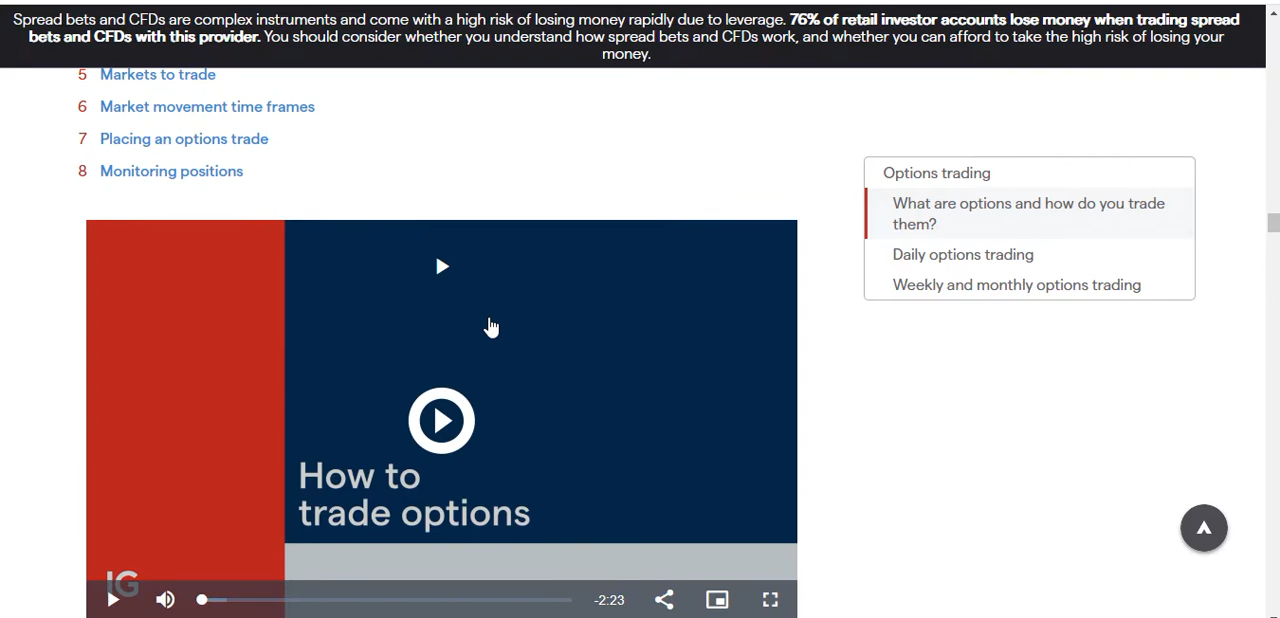 Spread bets and CFDs are complex instruments and come with a high risk of losing money rapidly due to leverage. 76% of retail investor accounts lose money when trading spread
bets and CFDs with this provider. You should consider whether you understand how spread bets and CFDs work, and whether you can afford to take the high risk of losing your
money.
5 Markets to trade
6 Market movement time frames
7 Placing an options trade
8 Monitoring positions
Options trading
What are options and how do you trade
them?
Daily options trading
Weekly and monthly options trading
How to
trade options
IG
-2:23